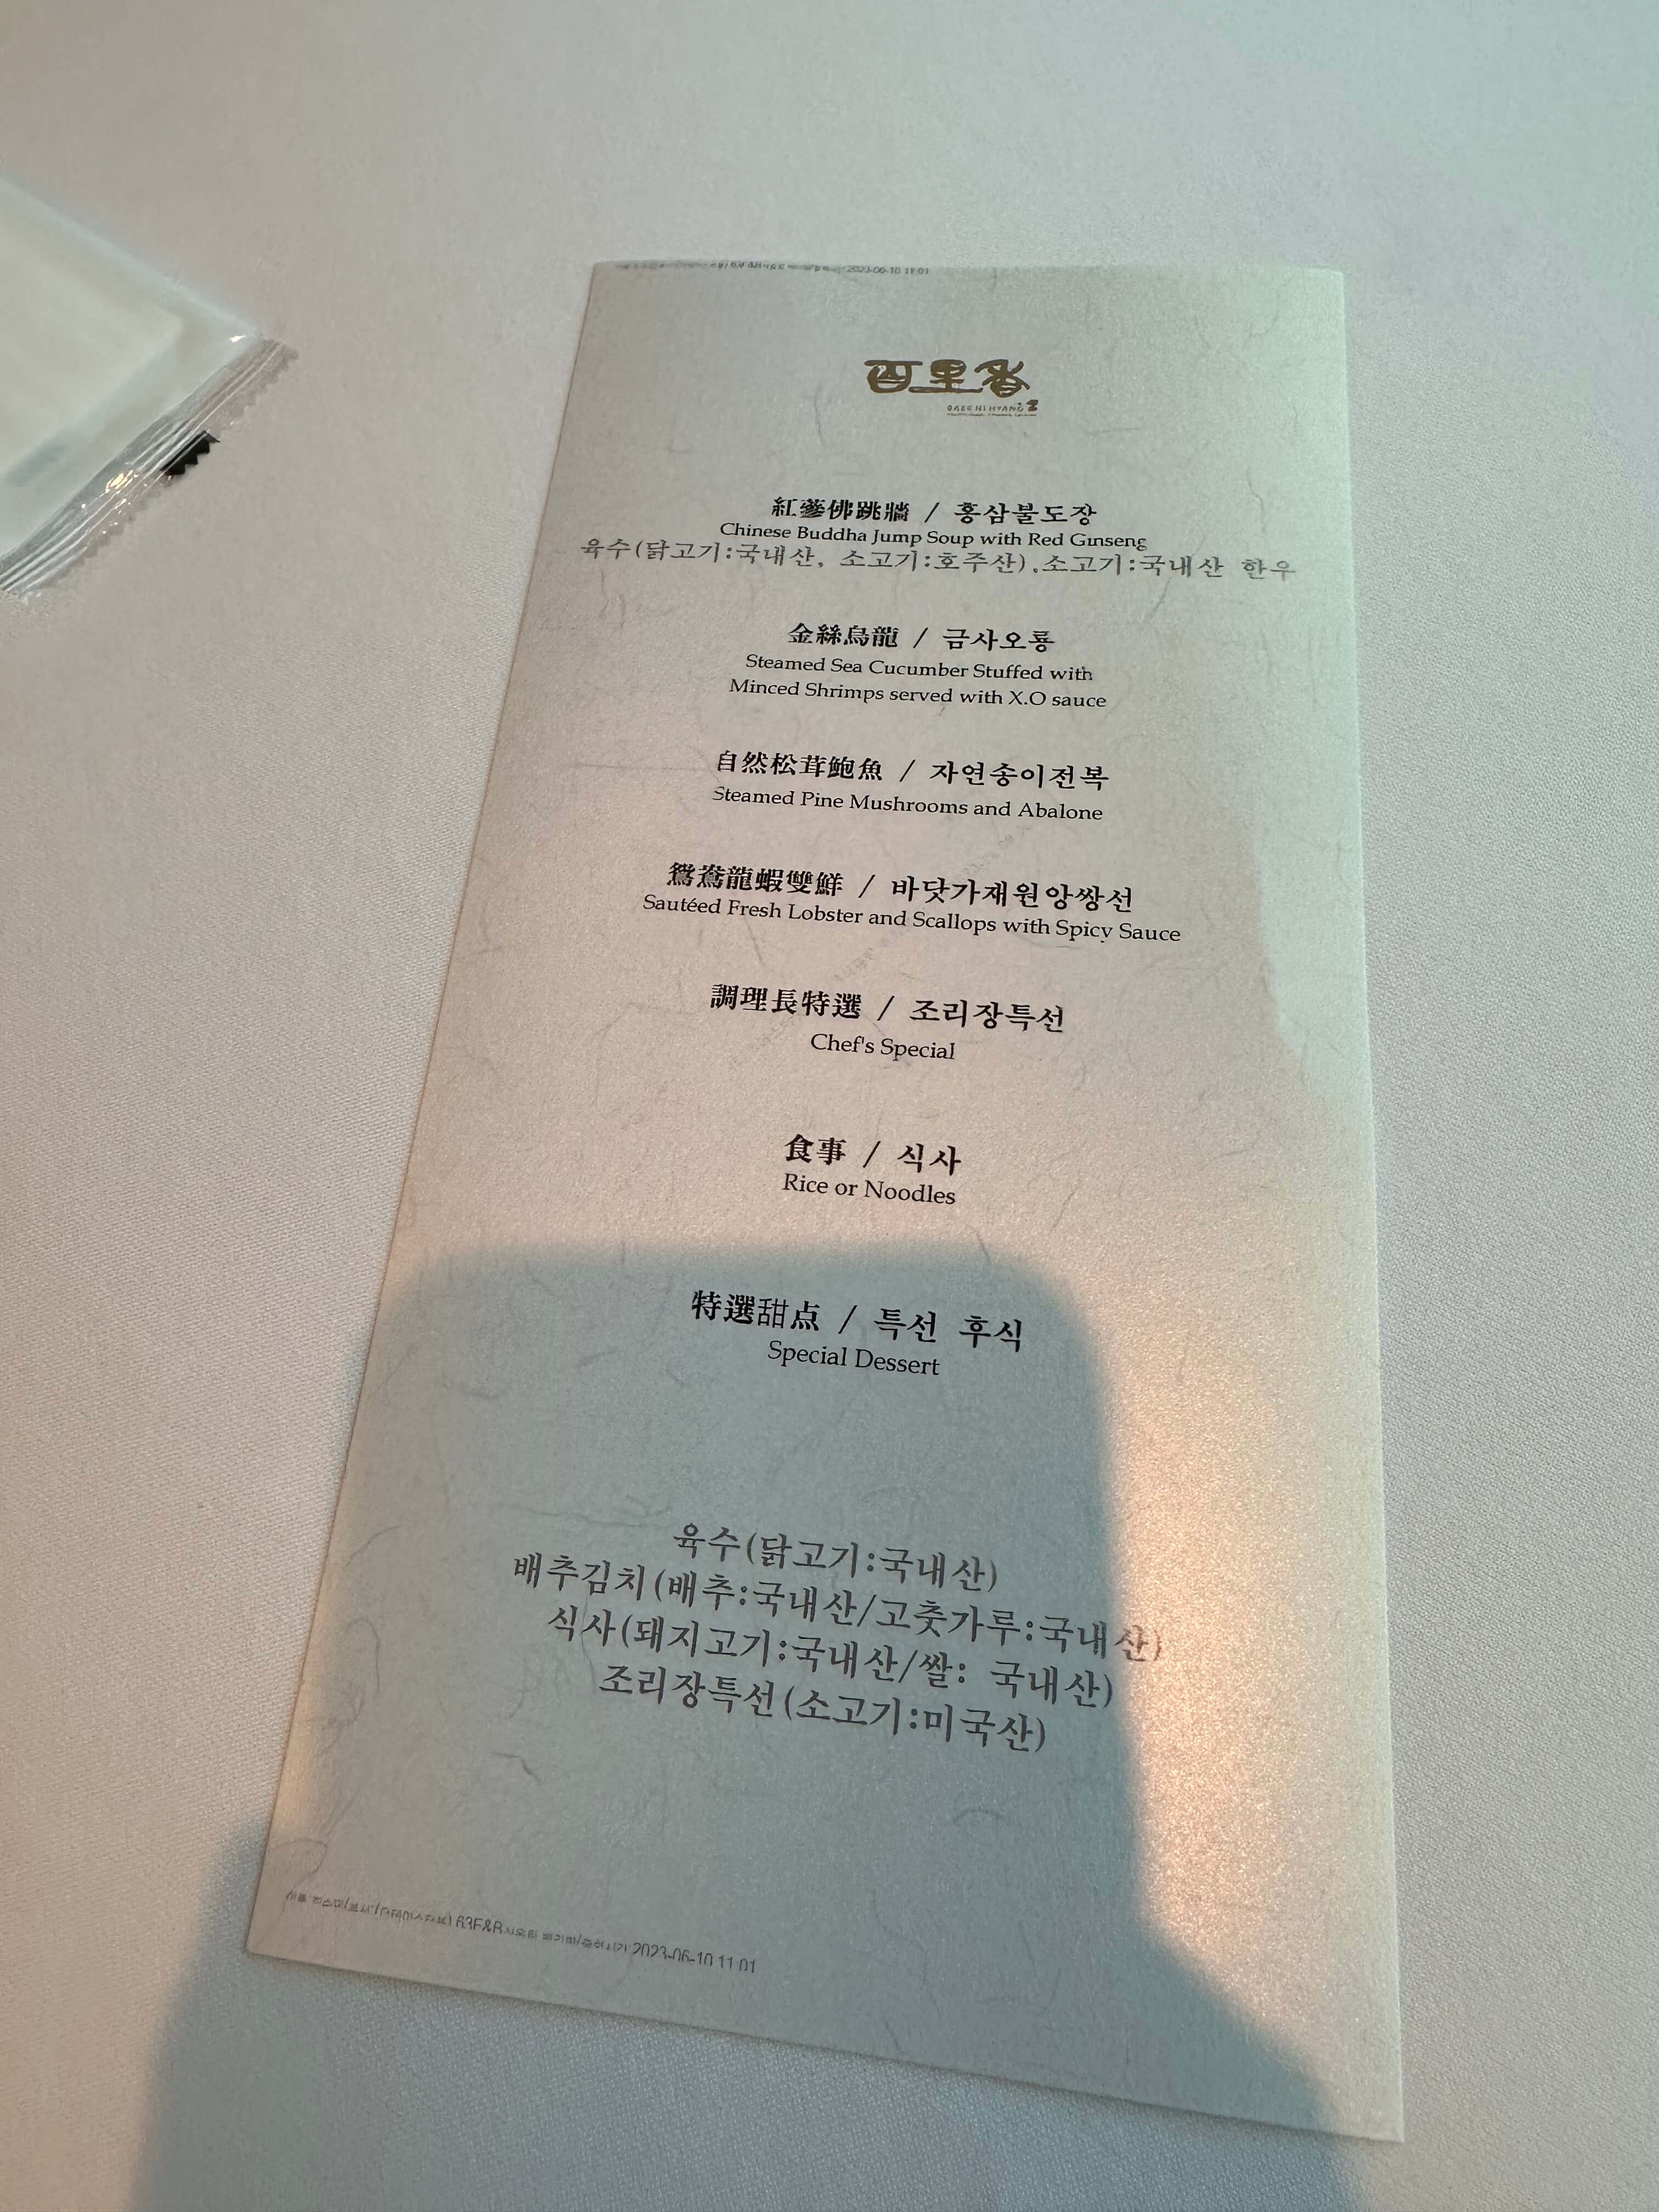 2023-06-10 11:01
百里香
紅蔘佛跳牆 / 홍삼불도장
Chinese Buddha Jump Soup with Red Ginseng
육수(닭고기:국내산, 소고기:호주산).소고기:국내산 한우
金絲烏龍 / 금사오룡
Steamed Sea Cucumber Stuffed with
Minced Shrimps served with X.O sauce
自然松茸鮑魚 / 자연송이전복
Steamed Pine Mushrooms and Abalone
鴛鴦龍蝦雙鮮 / 바닷가재원앙쌍선
Sautéed Fresh Lobster and Scallops with Spicy Sauce
調理長特選 / 조리장특선
Chef's Special
食事 / 식사
Rice or Noodles
特選甜点 / 특선 후식
Special Dessert
육수(닭고기:국내산)
배추김치(배추:국내산/고춧가루:국내산)
식사(돼지고기:국내산/쌀: 국내산)
조리장특선(소고기:미국산)
2023-06-10 11:01